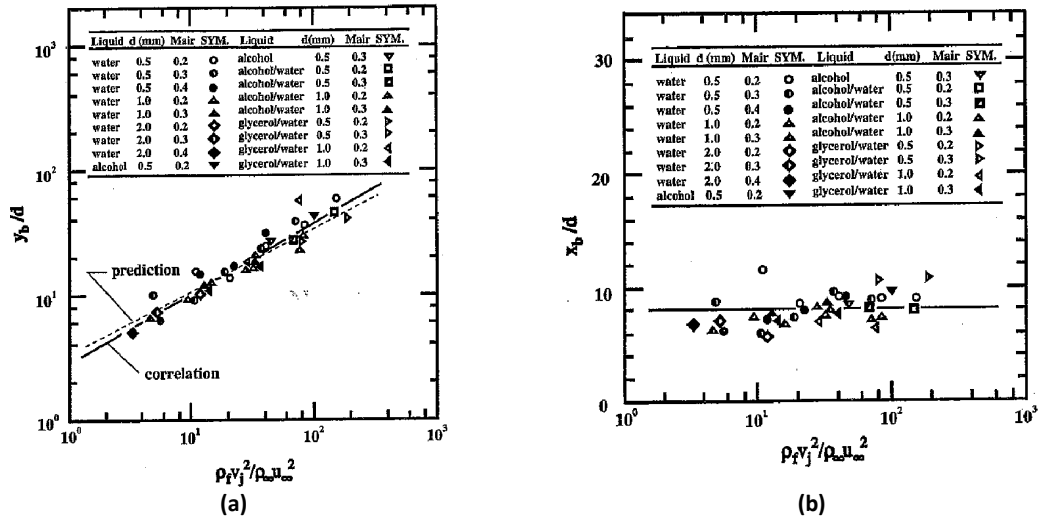 10³
Liquid d (mm) Mair SYM. Liquid d(mm) Mair SYM.
water 0.5 0.2 alcohol 0.5 0.3
water 0.5 0.3 alcohol/water 0.5 0.2
water 0.5 0.4 alcohol/water 0.5 0.3
water 1.0 0.2 alcohol/water 1.0 0.2
water 1.0 0.3 alcohol/water 1.0 0.3
water 2.0 0.2 glycerol/water 0.5 0.2
water 2.0 0.3 glycerol/water 0.5 0.3
water 2.0 0.4 glycerol/water 1.0 0.2
alcohol 0.5 0.2 glycerol/water 1.0 0.3
10²
y_b/d
prediction
10¹
correlation
10⁰
10⁰ 10¹ 10² 10³
ρ_f v_j²/ρ_∞ u_∞²
(a)
30
Liquid d (mm) Mair SYM. Liquid d(mm) Mair SYM.
water 0.5 0.2 alcohol 0.5 0.3
water 0.5 0.3 alcohol/water 0.5 0.2
water 0.5 0.4 alcohol/water 0.5 0.3
water 1.0 0.2 alcohol/water 1.0 0.2
water 1.0 0.3 alcohol/water 1.0 0.3
water 2.0 0.2 glycerol/water 0.5 0.2
water 2.0 0.3 glycerol/water 0.5 0.3
water 2.0 0.4 glycerol/water 1.0 0.2
alcohol 0.5 0.2 glycerol/water 1.0 0.3
20
x_b/d
10
0
10⁰ 10¹ 10² 10³
ρ_f v_j²/ρ_∞ u_∞²
(b)